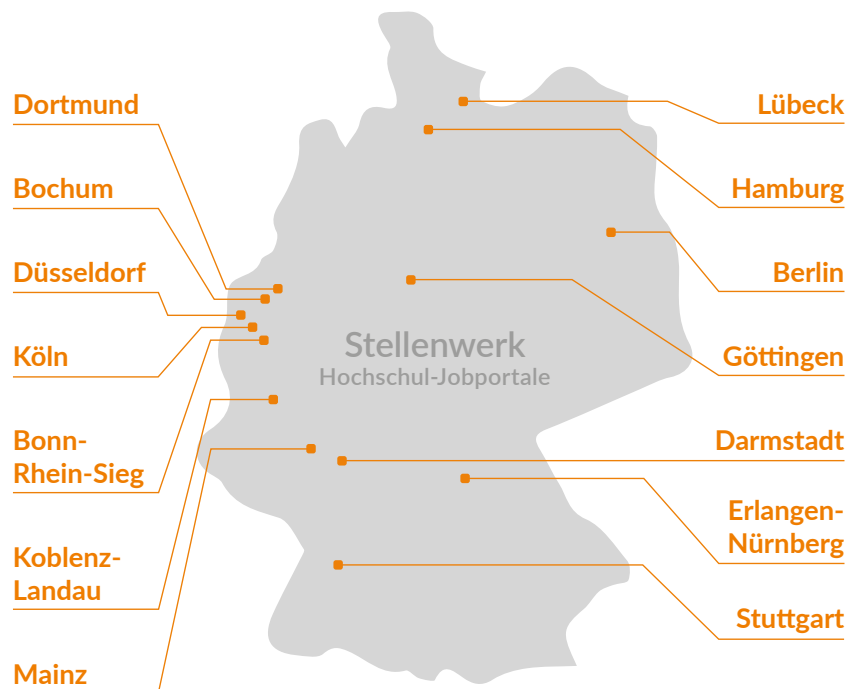 Dortmund
Bochum
Düsseldorf
Köln
Bonn-
Rhein-Sieg
Koblenz-
Landau
Mainz
Stellenwerk
Hochschul-Jobportale
Lübeck
Hamburg
Berlin
Göttingen
Darmstadt
Erlangen-
Nürnberg
Stuttgart